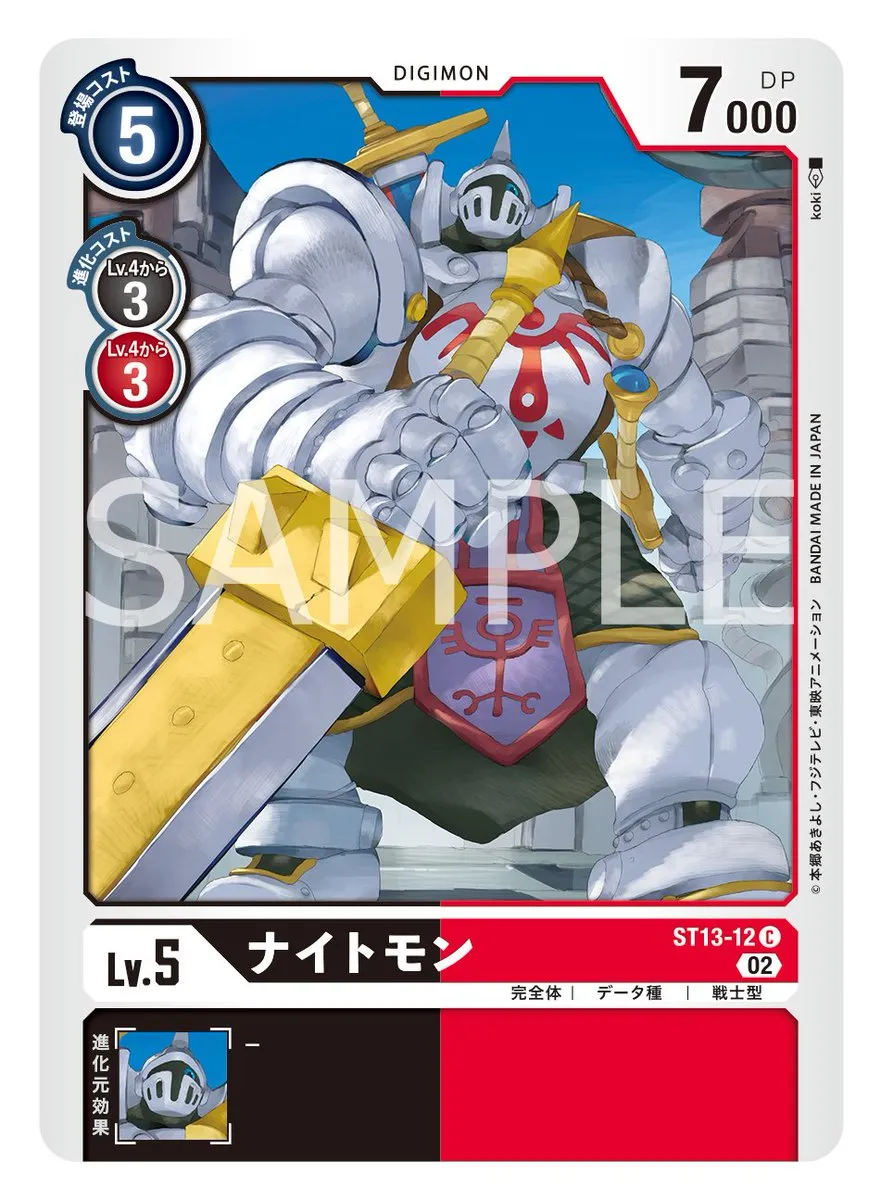 DIGIMON
登場コスト
5
DP
7000
進化コスト
Lv.4から
3
Lv.4から
3
koki
SAMPLE
BANDAI MADE IN JAPAN
©本郷あきよし・フジテレビ・東映アニメーション
Lv.5
ナイトモン
ST13-12 C
02
完全体 | データ種 | 戦士型
進化元効果
–